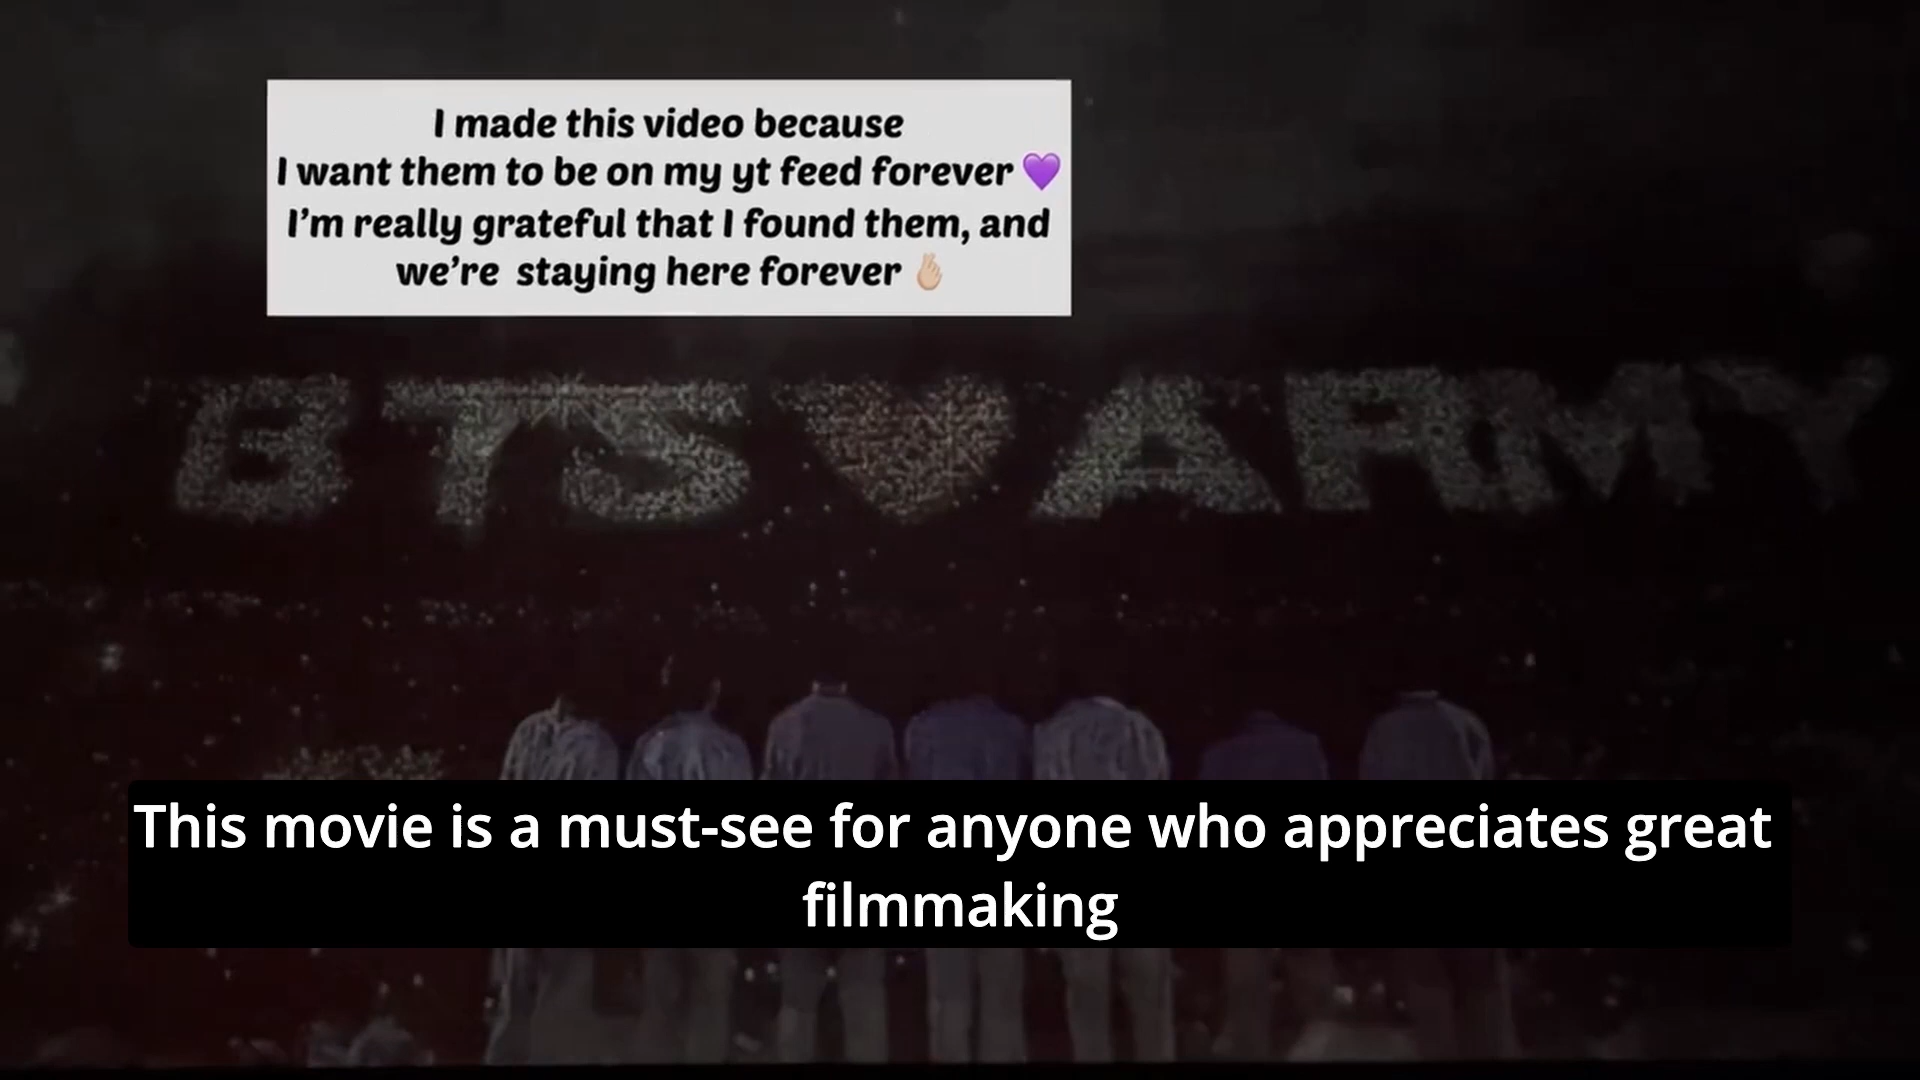 I made this video because
I want them to be on my yt feed forever 💜
I’m really grateful that I found them, and
we’re staying here forever 🫰🏻
BTS ♥ ARMY
This movie is a must-see for anyone who appreciates great
filmmaking